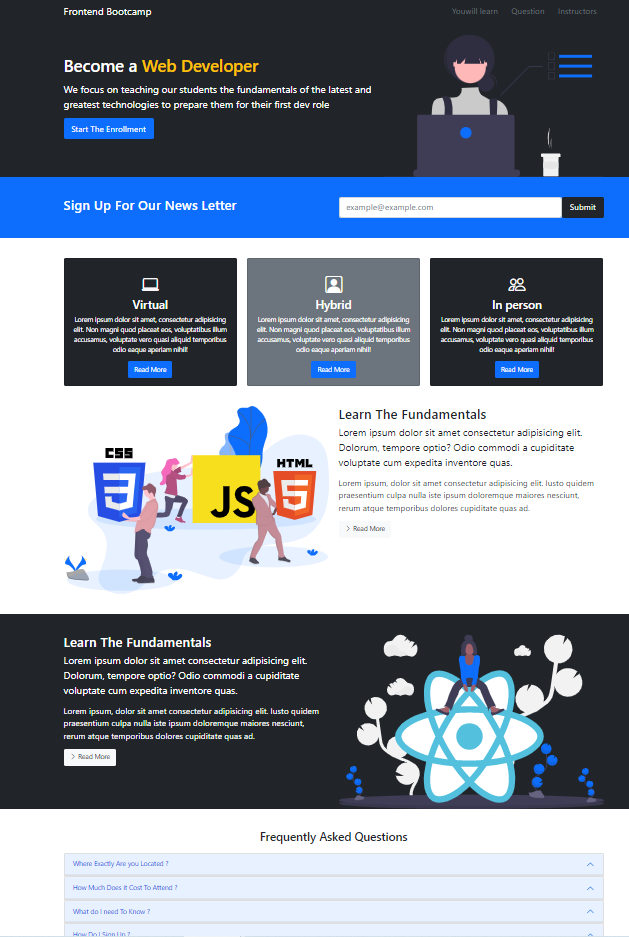 Frontend Bootcamp
Youwill learn Question Instructors
Become a Web Developer
We focus on teaching our students the fundamentals of the latest and
greatest technologies to prepare them for their first dev role
Start The Enrollment
Sign Up For Our News Letter
example@example.com
Submit
Virtual
Lorem ipsum dolor sit amet, consectetur adipisicing
elit. Non magni quod placeat eos, voluptatibus illum
accusamus, voluptate vero quasi aliquid temporibus
odio eaque aperiam nihil!
Read More
Hybrid
Lorem ipsum dolor sit amet, consectetur adipisicing
elit. Non magni quod placeat eos, voluptatibus illum
accusamus, voluptate vero quasi aliquid temporibus
odio eaque aperiam nihil!
Read More
In person
Lorem ipsum dolor sit amet, consectetur adipisicing
elit. Non magni quod placeat eos, voluptatibus illum
accusamus, voluptate vero quasi aliquid temporibus
odio eaque aperiam nihil!
Read More
CSS
3
JS
HTML
5
Learn The Fundamentals
Lorem ipsum dolor sit amet consectetur adipisicing elit.
Dolorum, tempore optio? Odio commodi a cupiditate
voluptate cum expedita inventore quas.
Lorem ipsum, dolor sit amet consectetur adipisicing elit. Iusto quidem
praesentium culpa nulla iste ipsum doloremque maiores nesciunt,
rerum atque temporibus dolores cupiditate quas ad.
> Read More
Learn The Fundamentals
Lorem ipsum dolor sit amet consectetur adipisicing elit.
Dolorum, tempore optio? Odio commodi a cupiditate
voluptate cum expedita inventore quas.
Lorem ipsum, dolor sit amet consectetur adipisicing elit. Iusto quidem
praesentium culpa nulla iste ipsum doloremque maiores nesciunt,
rerum atque temporibus dolores cupiditate quas ad.
> Read More
Frequently Asked Questions
Where Exactly Are you Located ?
How Much Does it Cost To Attend ?
What do I need To Know ?
How Do I Sign Up ?